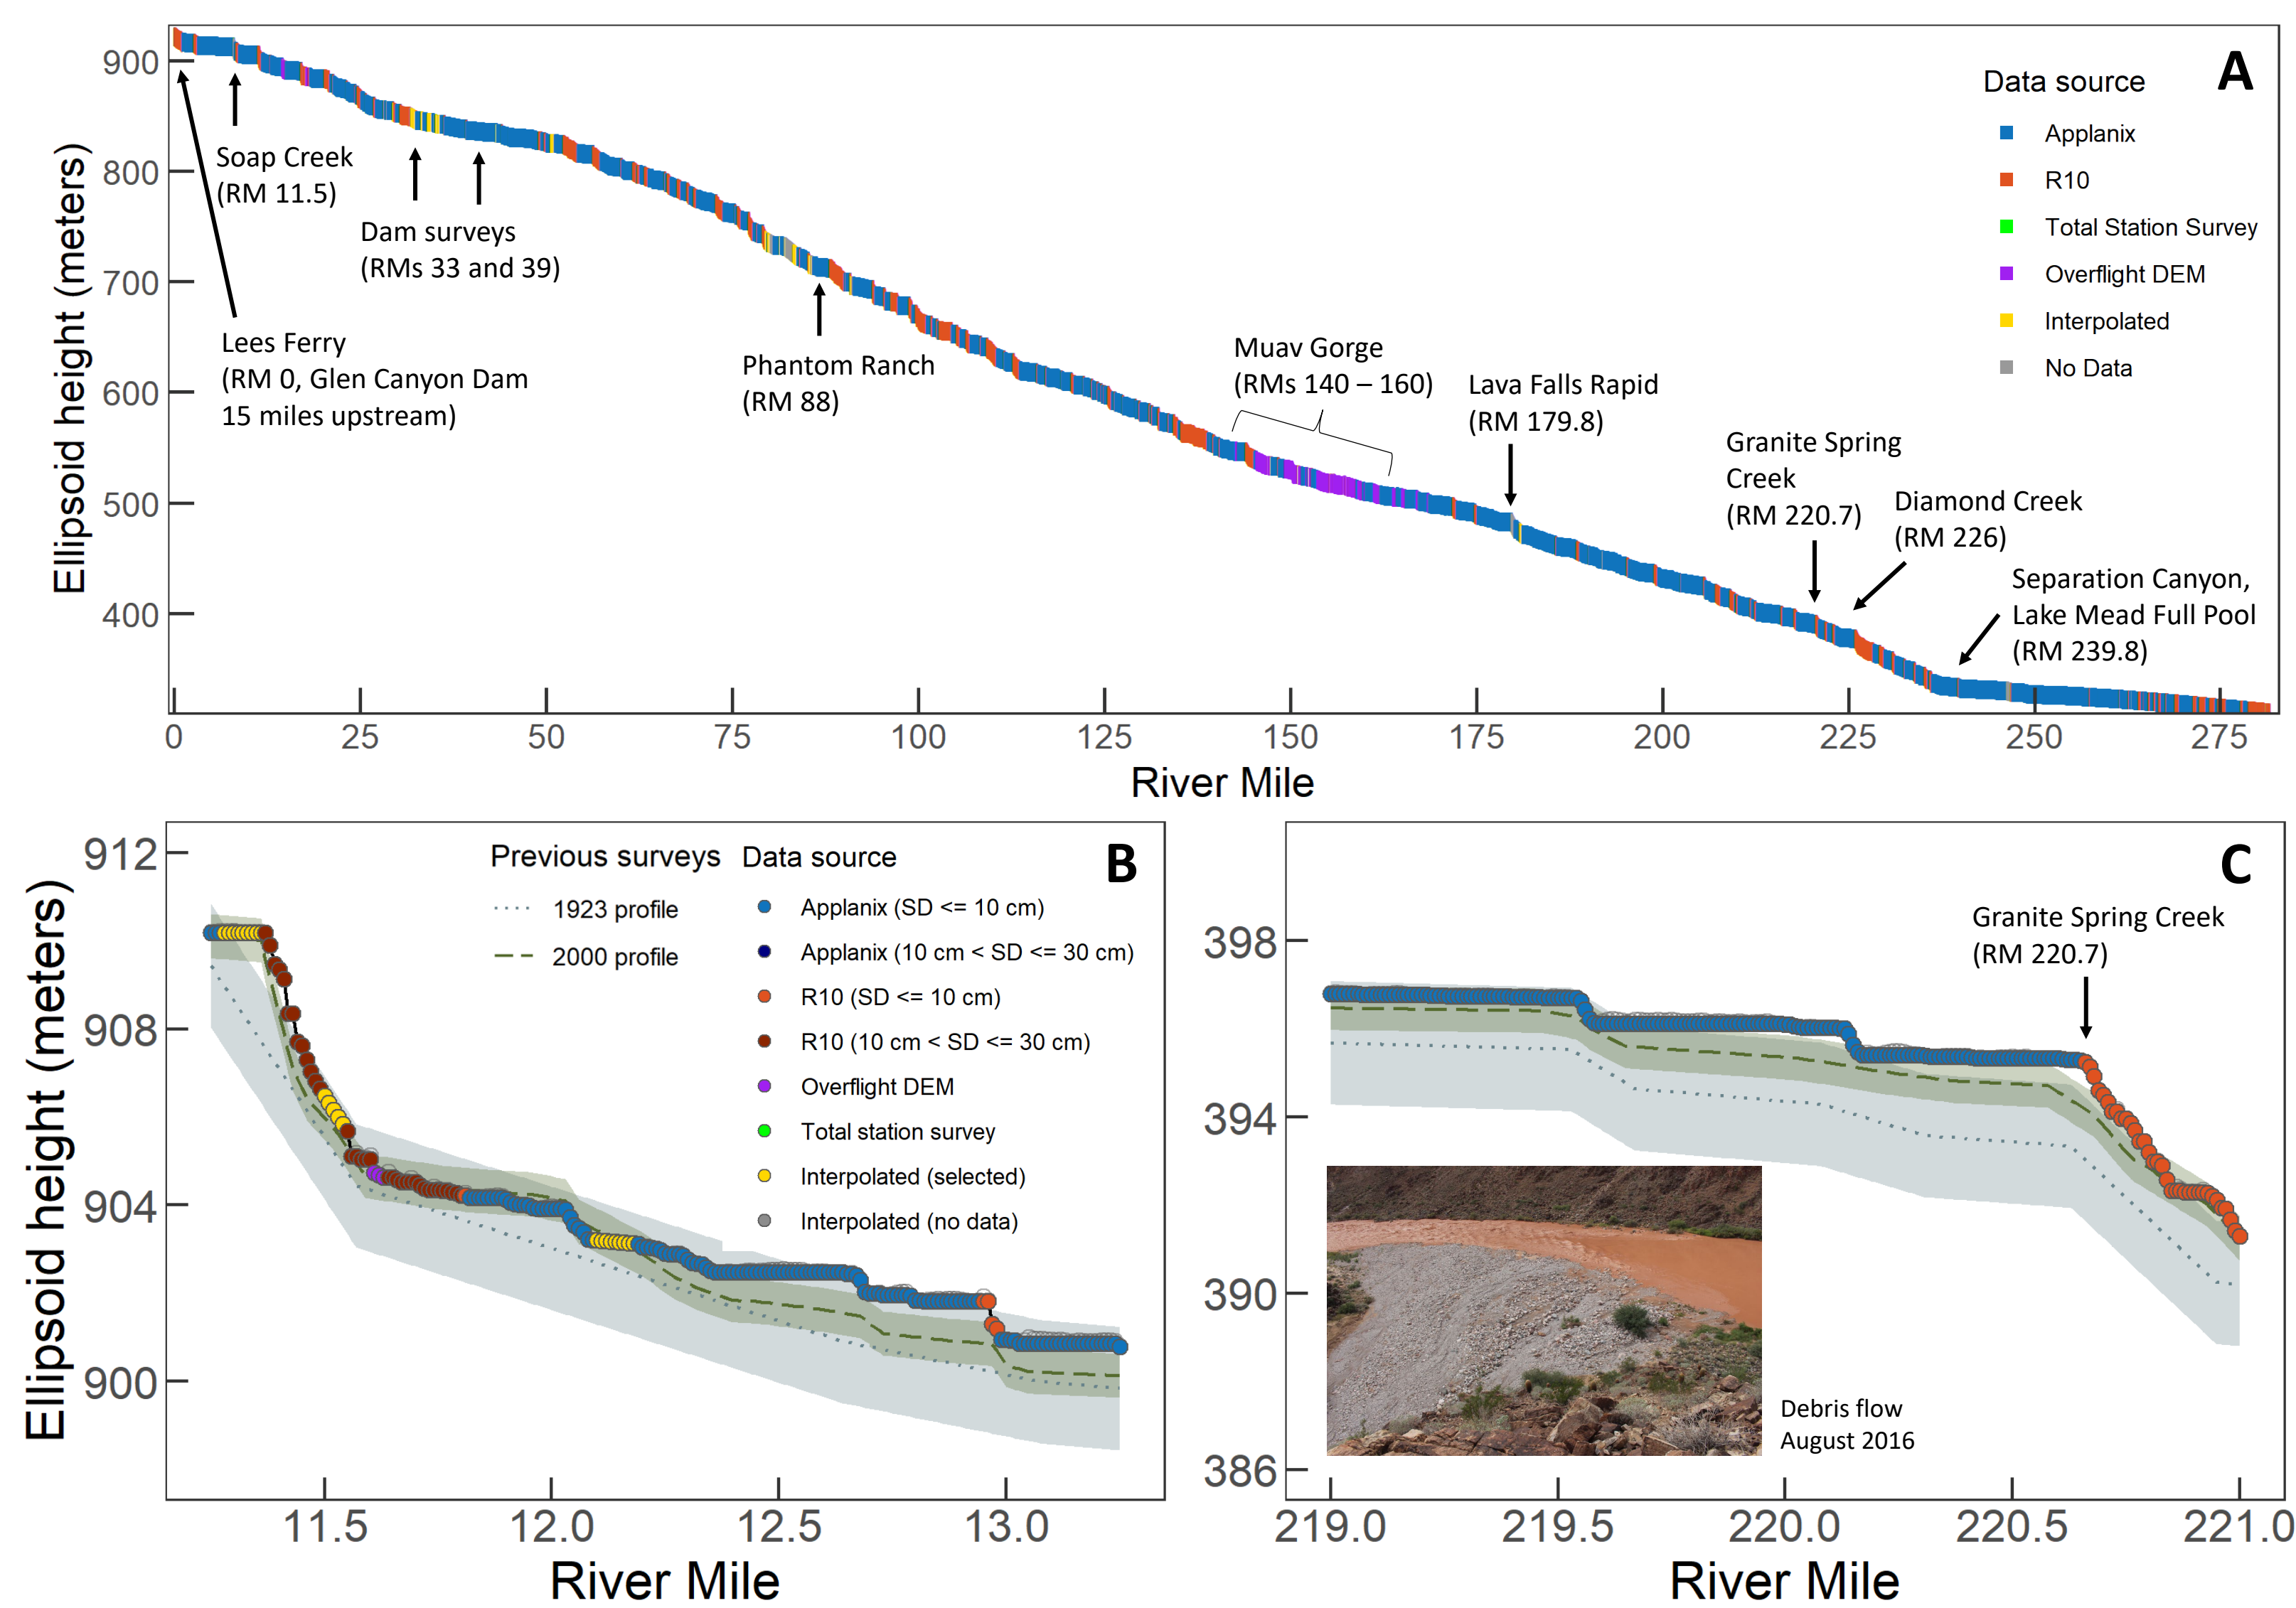 A
Data source
Applanix
R10
Total Station Survey
Overflight DEM
Interpolated
No Data
Ellipsoid height (meters)
900
800
700
600
500
400
Soap Creek
(RM 11.5)
Dam surveys
(RMs 33 and 39)
Lees Ferry
(RM 0, Glen Canyon Dam
15 miles upstream)
Phantom Ranch
(RM 88)
Muav Gorge
(RMs 140 – 160)
Lava Falls Rapid
(RM 179.8)
Granite Spring
Creek
(RM 220.7)
Diamond Creek
(RM 226)
Separation Canyon,
Lake Mead Full Pool
(RM 239.8)
0 25 50 75 100 125 150 175 200 225 250 275
River Mile
B
Previous surveys
1923 profile
2000 profile
Data source
Applanix (SD <= 10 cm)
Applanix (10 cm < SD <= 30 cm)
R10 (SD <= 10 cm)
R10 (10 cm < SD <= 30 cm)
Overflight DEM
Total station survey
Interpolated (selected)
Interpolated (no data)
Ellipsoid height (meters)
912
908
904
900
11.5 12.0 12.5 13.0
River Mile
C
Granite Spring Creek
(RM 220.7)
398
394
390
386
Debris flow
August 2016
219.0 219.5 220.0 220.5 221.0
River Mile